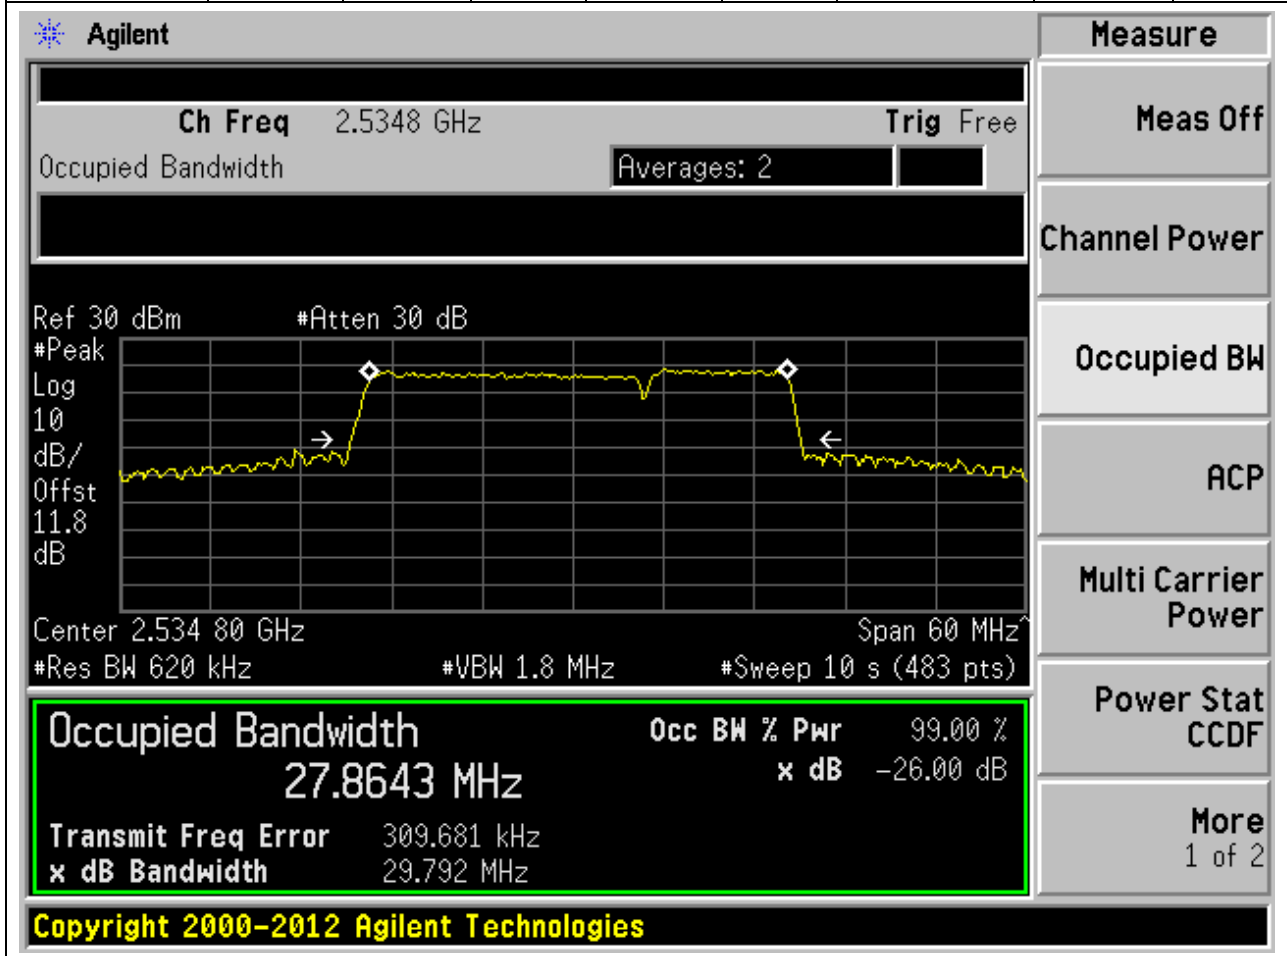 Agilent
Measure
Ch Freq 2.5348 GHz Trig Free
Occupied Bandwidth Averages: 2
Meas Off
Channel Power
Occupied BW
ACP
Multi Carrier
Power
Power Stat
CCDF
More
1 of 2
Ref 30 dBm #Atten 30 dB
#Peak
Log
10
dB/
Offst
11.8
dB
Center 2.534 80 GHz Span 60 MHz^
#Res BW 620 kHz #VBW 1.8 MHz #Sweep 10 s (483 pts)
Occupied Bandwidth Occ BW % Pwr 99.00 %
27.8643 MHz x dB -26.00 dB
Transmit Freq Error 309.681 kHz
x dB Bandwidth 29.792 MHz
Copyright 2000-2012 Agilent Technologies